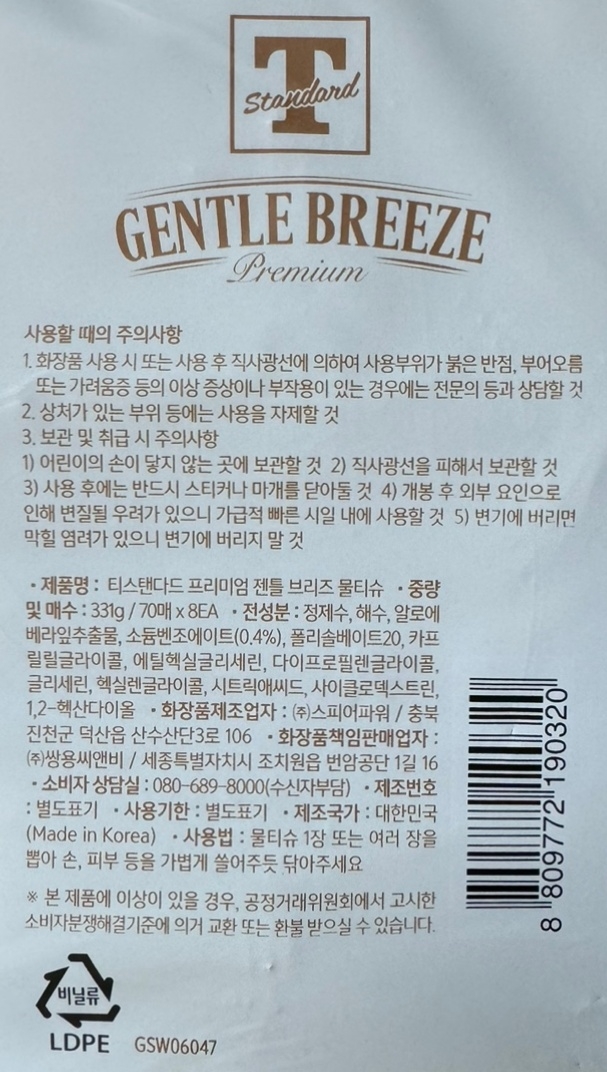 T
Standard
GENTLE BREEZE
Premium
사용할 때의 주의사항
1. 화장품 사용 시 또는 사용 후 직사광선에 의하여 사용부위가 붉은 반점, 부어오름
또는 가려움증 등의 이상 증상이나 부작용이 있는 경우에는 전문의 등과 상담할 것
2. 상처가 있는 부위 등에는 사용을 자제할 것
3. 보관 및 취급 시 주의사항
1) 어린이의 손이 닿지 않는 곳에 보관할 것 2) 직사광선을 피해서 보관할 것
3) 사용 후에는 반드시 스티커나 마개를 닫아둘 것 4) 개봉 후 외부 요인으로
인해 변질될 우려가 있으니 가급적 빠른 시일 내에 사용할 것 5) 변기에 버리면
막힐 염려가 있으니 변기에 버리지 말 것
• 제품명 : 티스탠다드 프리미엄 젠틀 브리즈 물티슈 • 중량
및 매수 : 331g / 70매 x 8EA • 전성분 : 정제수, 해수, 알로에
베라잎추출물, 소듐벤조에이트(0.4%), 폴리솔베이트20, 카프
릴릴글라이콜, 에틸헥실글리세린, 다이프로필렌글라이콜,
글리세린, 헥실렌글라이콜, 시트릭애씨드, 사이클로덱스트린,
1,2-헥산다이올 • 화장품제조업자 : ㈜스피어파워 / 충북
진천군 덕산읍 산수산단3로 106 • 화장품책임판매업자 :
㈜쌍용씨앤비 / 세종특별자치시 조치원읍 번암공단 1길 16
• 소비자 상담실 : 080-689-8000(수신자부담) • 제조번호
: 별도표기 • 사용기한 : 별도표기 • 제조국가 : 대한민국
(Made in Korea) • 사용법 : 물티슈 1장 또는 여러 장을
뽑아 손, 피부 등을 가볍게 쓸어주듯 닦아주세요
※ 본 제품에 이상이 있을 경우, 공정거래위원회에서 고시한
소비자분쟁해결기준에 의거 교환 또는 환불 받으실 수 있습니다.
8 809772 190320
비닐류
LDPE GSW06047